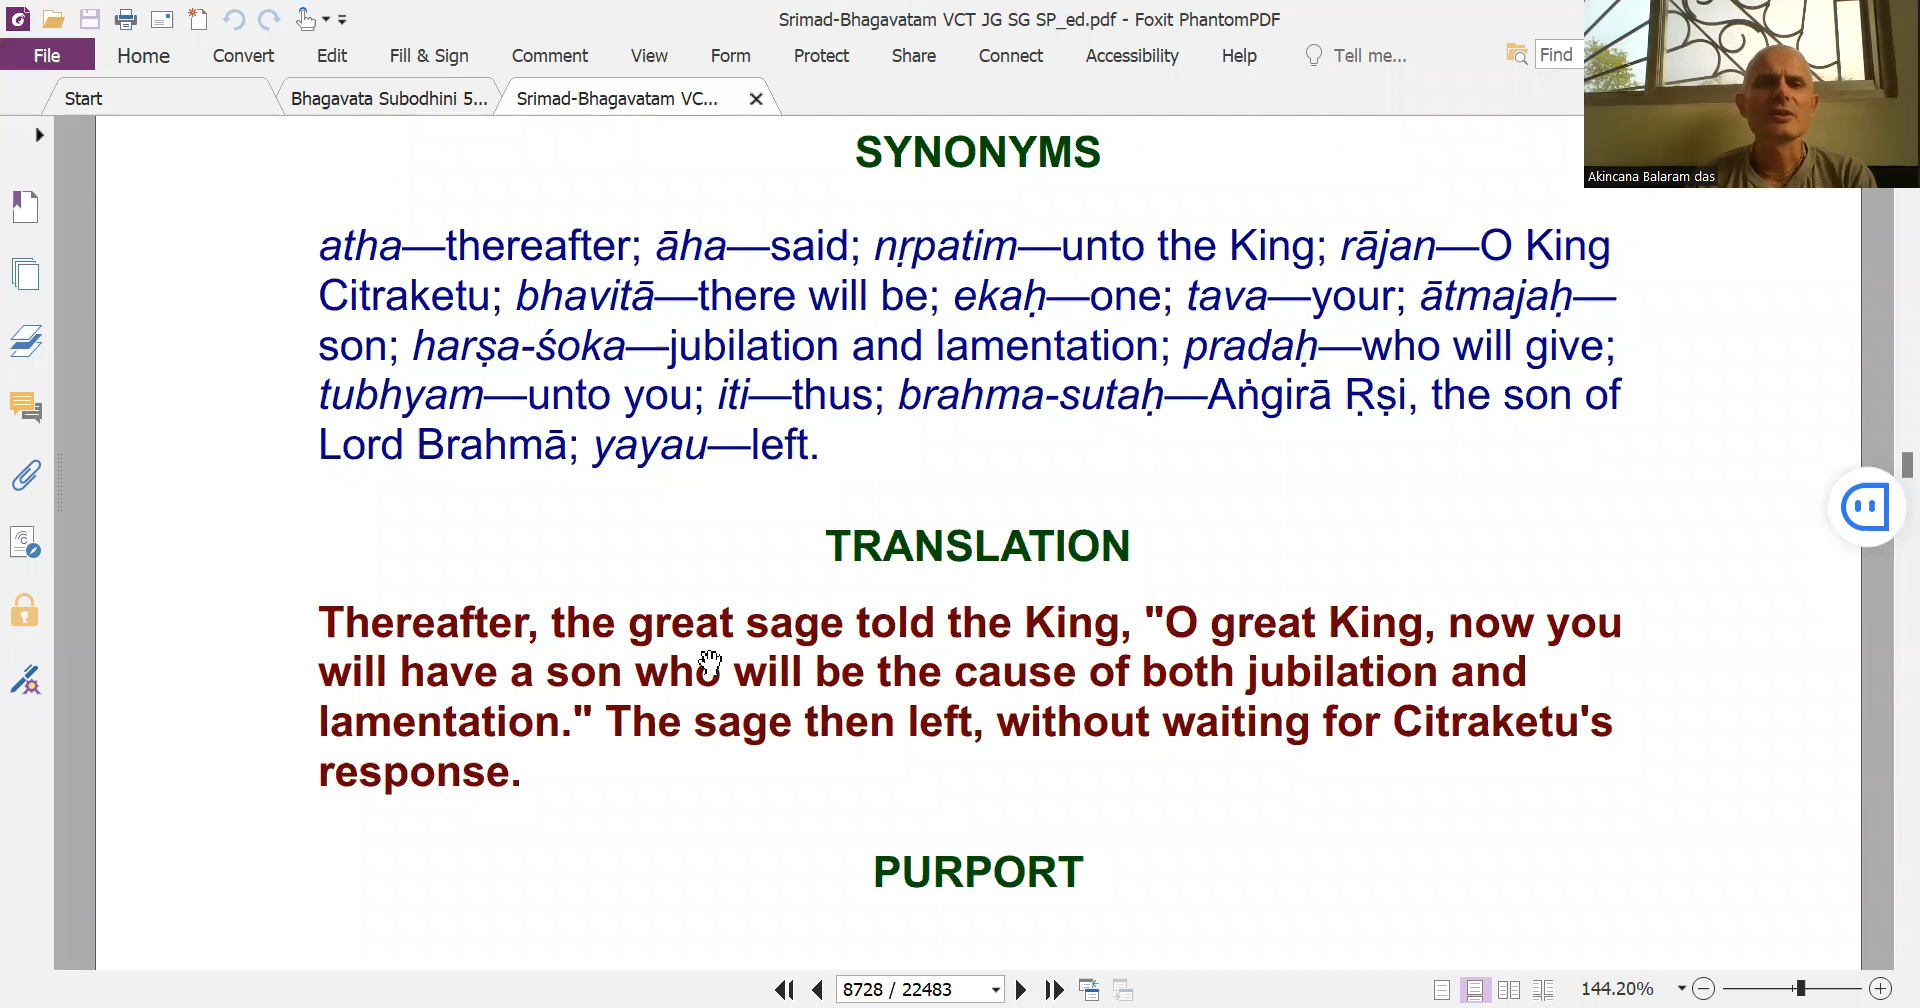 Srimad-Bhagavatam VCT JG SG SP_ed.pdf - Foxit PhantomPDF
File Home Convert Edit Fill & Sign Comment View Form Protect Share Connect Accessibility Help Tell me... Find
Start Bhagavata Subodhini 5... Srimad-Bhagavatam VC...
Akincana Balaram das
SYNONYMS
atha—thereafter; āha—said; nṛpatim—unto the King; rājan—O King
Citraketu; bhavitā—there will be; ekaḥ—one; tava—your; ātmajaḥ—
son; harṣa-śoka—jubilation and lamentation; pradaḥ—who will give;
tubhyam—unto you; iti—thus; brahma-sutaḥ—Aṅgirā Ṛṣi, the son of
Lord Brahmā; yayau—left.
TRANSLATION
Thereafter, the great sage told the King, "O great King, now you
will have a son who will be the cause of both jubilation and
lamentation." The sage then left, without waiting for Citraketu's
response.
PURPORT
8728 / 22483 144.20%